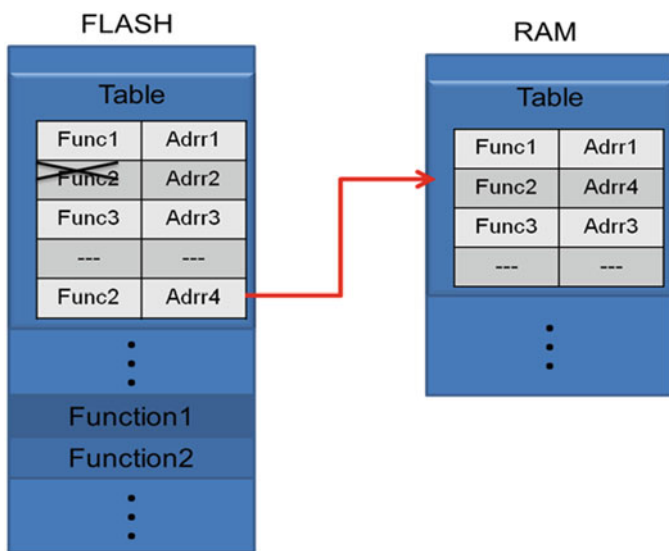 FLASH
Table
Func1 Adrr1
Func2 Adrr2
Func3 Adrr3
--- ---
Func2 Adrr4
Function1
Function2
RAM
Table
Func1 Adrr1
Func2 Adrr4
Func3 Adrr3
--- ---